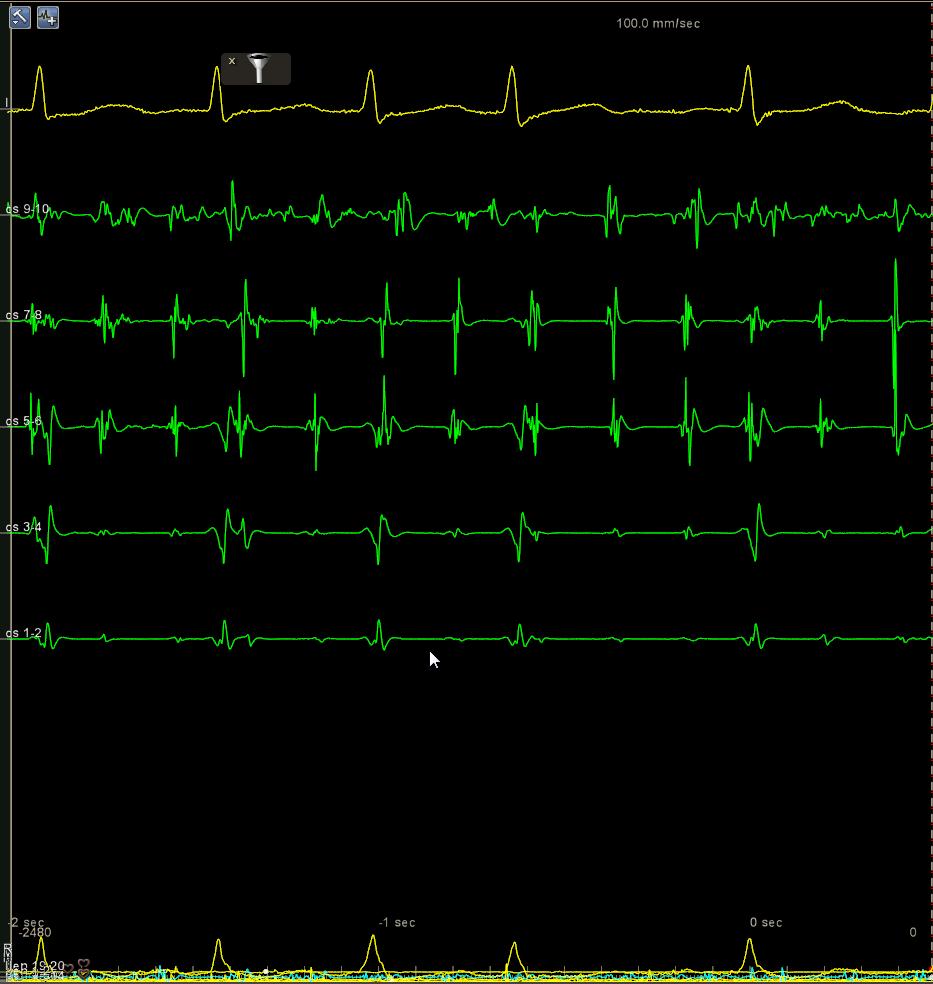 100.0 mm/sec
x
I
cs 9-10
cs 7-8
cs 5-6
cs 3-4
cs 1-2
-2 sec
-1 sec
0 sec
-2480
0